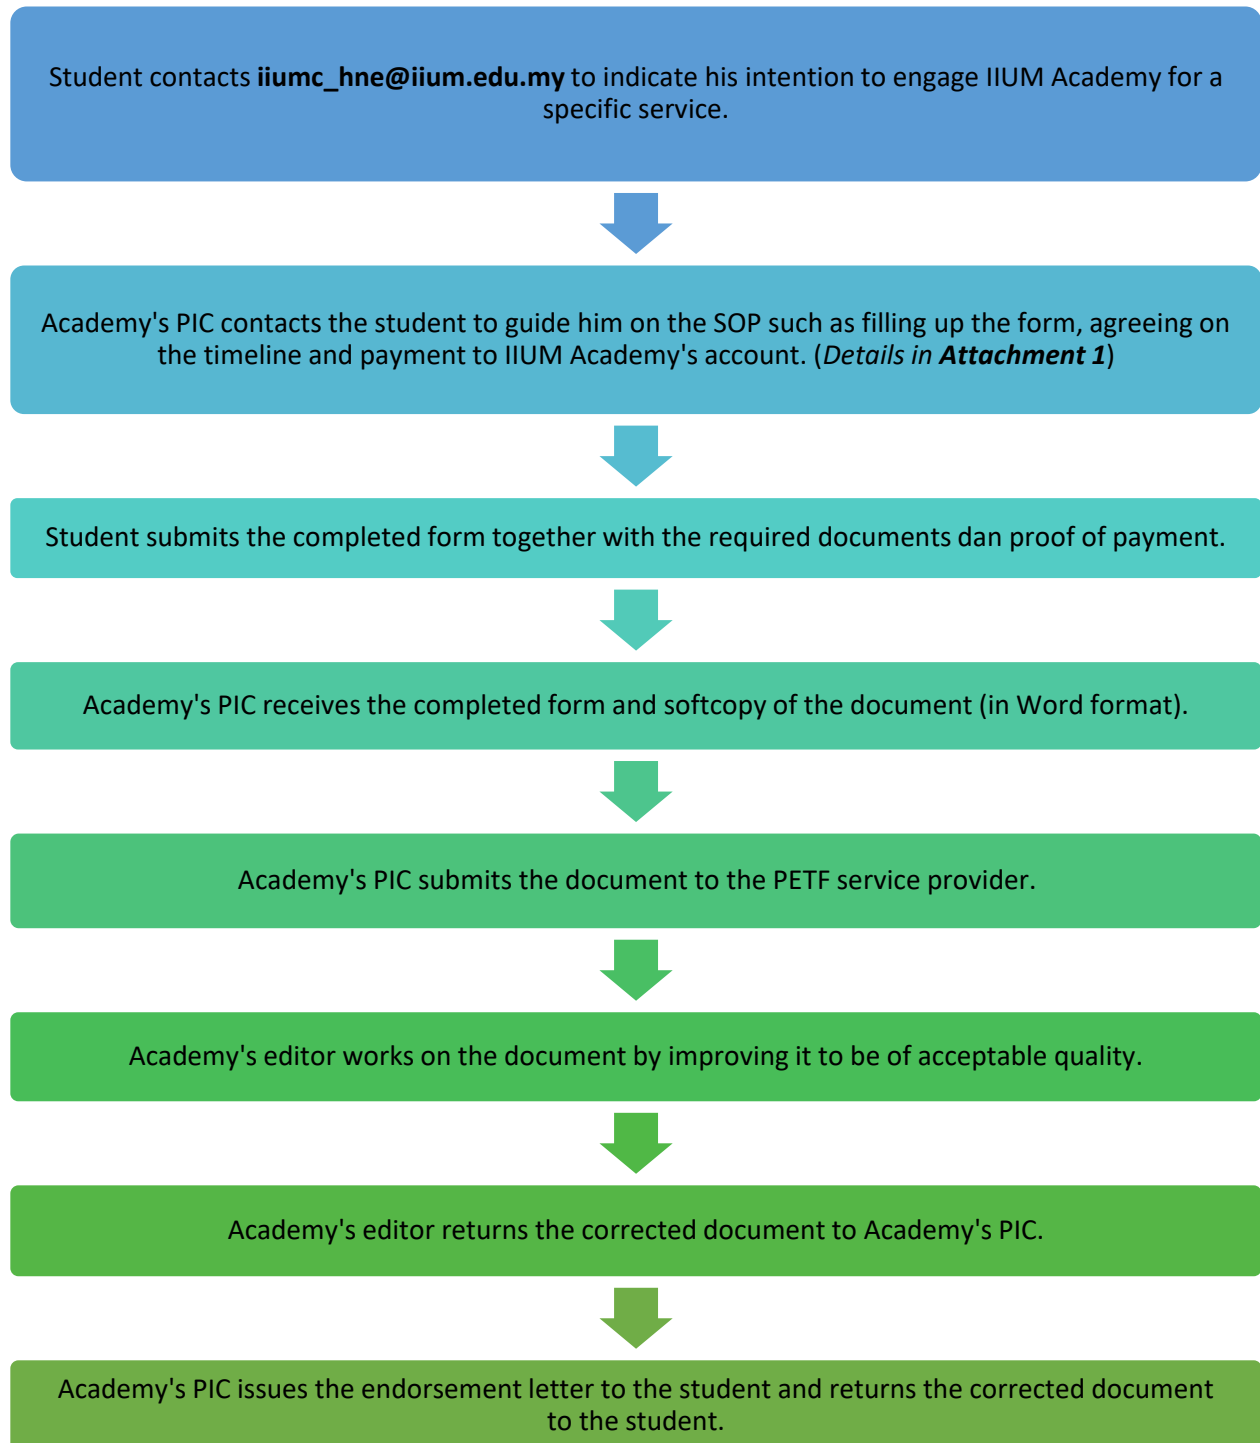 Student contacts iiumc_hne@iium.edu.my to indicate his intention to engage IIUM Academy for a
specific service.
Academy's PIC contacts the student to guide him on the SOP such as filling up the form, agreeing on
the timeline and payment to IIUM Academy's account. (Details in Attachment 1)
Student submits the completed form together with the required documents dan proof of payment.
Academy's PIC receives the completed form and softcopy of the document (in Word format).
Academy's PIC submits the document to the PETF service provider.
Academy's editor works on the document by improving it to be of acceptable quality.
Academy's editor returns the corrected document to Academy's PIC.
Academy's PIC issues the endorsement letter to the student and returns the corrected document
to the student.